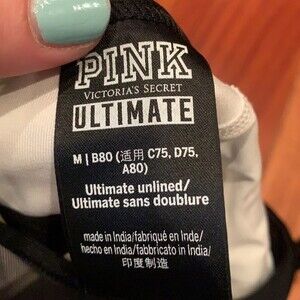 PINK
VICTORIA'S SECRET
ULTIMATE
M | B80 (适用 C75, D75,
A80)
Ultimate unlined/
Ultimate sans doublure
made in India/fabriqué en Inde/
hecho en India/fabbricato in India/
印度制造